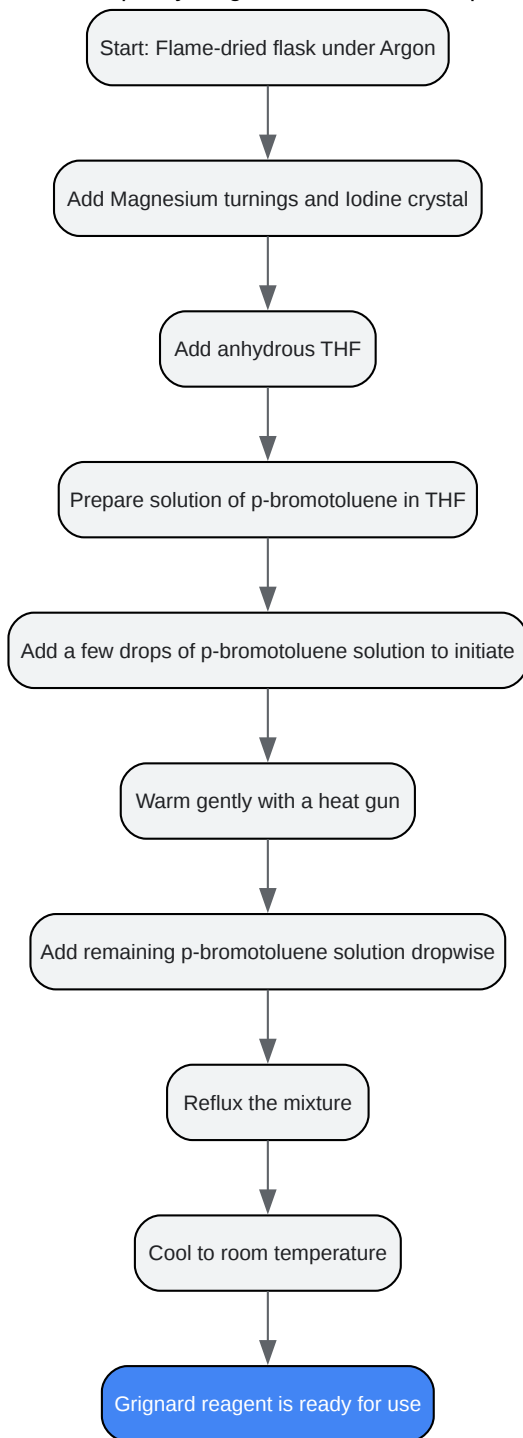 Start: Flame-dried flask under Argon
Add Magnesium turnings and Iodine crystal
Add anhydrous THF
Prepare solution of p-bromotoluene in THF
Add a few drops of p-bromotoluene solution to initiate
Warm gently with a heat gun
Add remaining p-bromotoluene solution dropwise
Reflux the mixture
Cool to room temperature
Grignard reagent is ready for use